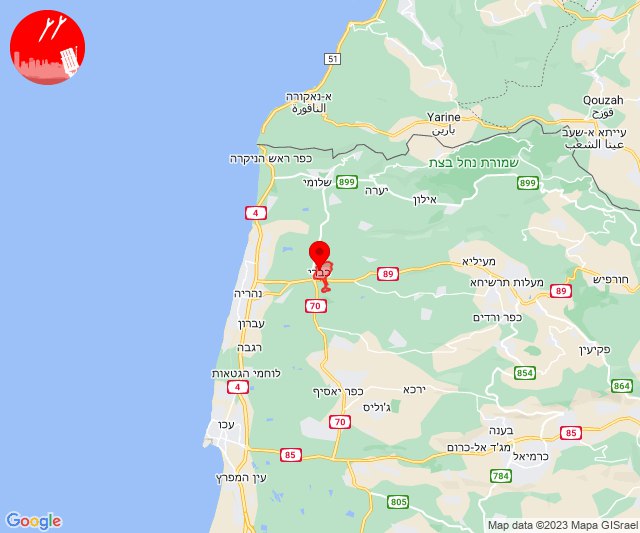 51
א-נאקורה
الناقورة
Yarine
يارين
Qouzah
قوزح
עייתא א-שעב
عيتا الشعب
כפר ראש הניקרה
שמורת נחל בצת
שלומי
899
יערה
אילון
899
4
כברי
89
מעיליא
חורפיש
מעלות תרשיחא
89
נהריה
70
כפר ורדים
עברון
רגבה
פקיעין
לוחמי הגטאות
854
864
4
כפר יאסיף
ירכא
ג'וליס
עכו
70
בענה
85
מג'ד אל-כרום
85
כרמיאל
עין המפרץ
784
805
Google
Map data ©2023 Mapa GISrael